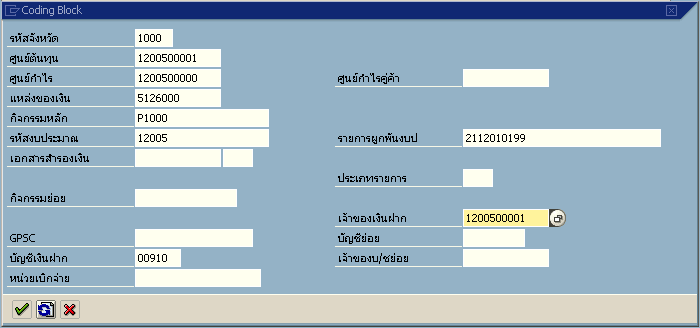 Coding Block
รหัสจังหวัด 1000
ศูนย์ต้นทุน 1200500001
ศูนย์กำไร 1200500000 ศูนย์กำไรคู่ค้า
แหล่งของเงิน 5126000
กิจกรรมหลัก P1000
รหัสงบประมาณ 12005 รายการผูกพันงบป 2112010199
เอกสารสำรองเงิน
ประเภทรายการ
กิจกรรมย่อย
เจ้าของเงินฝาก 1200500001
GPSC บัญชีย่อย
บัญชีเงินฝาก 00910 เจ้าของบ/ชย่อย
หน่วยเบิกจ่าย